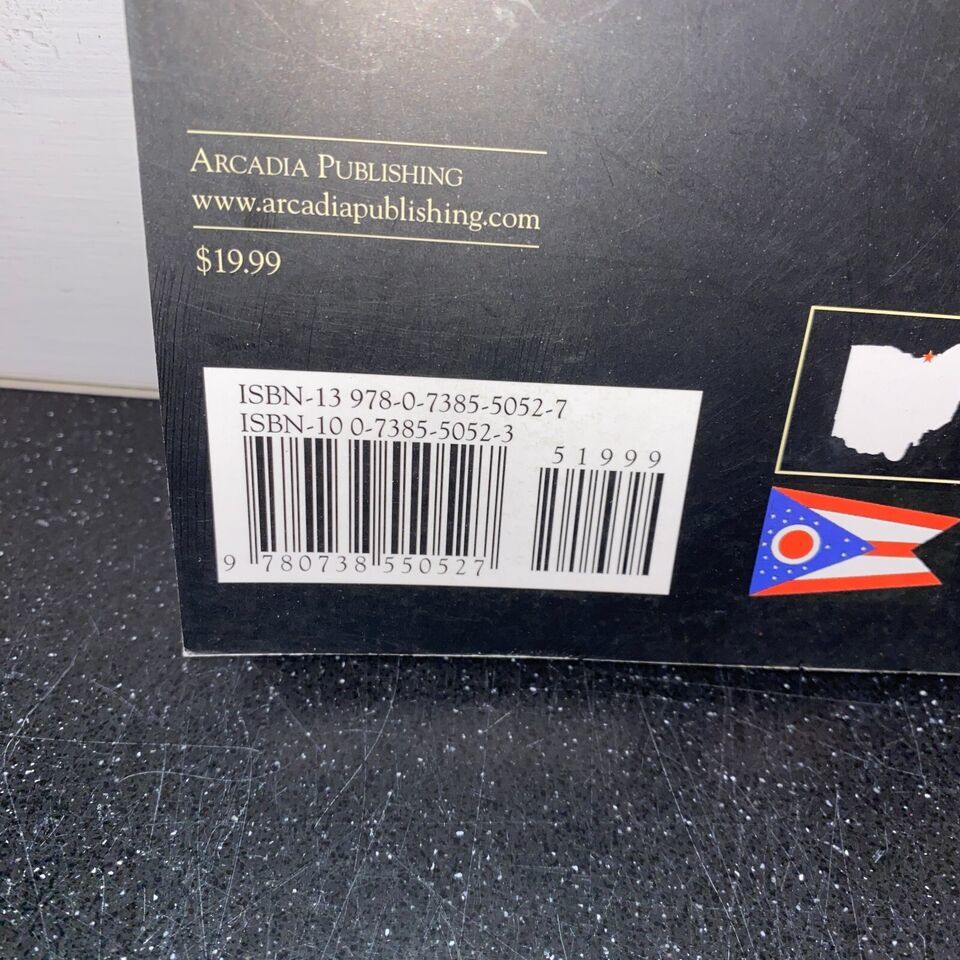 ARCADIA PUBLISHING
www.arcadiapublishing.com
$19.99
ISBN-13 978-0-7385-5052-7
ISBN-10 0-7385-5052-3
51999
9 780738 550527